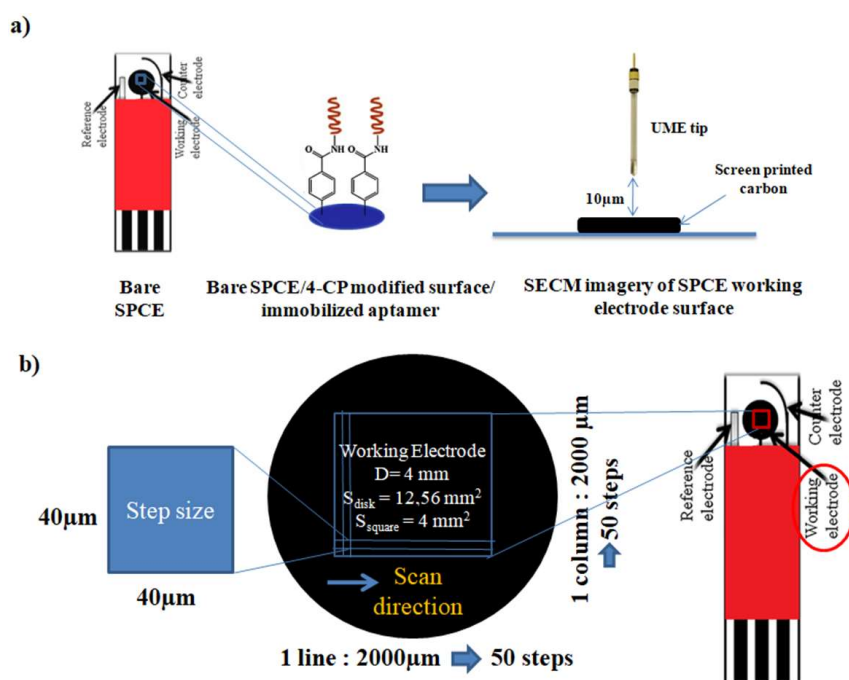 a)
Reference
electrode
Working
electrode
Counter
electrode
O
NH
O
NH
UME tip
10µm
Screen printed
carbon
Bare
SPCE
Bare SPCE/4-CP modified surface/
immobilized aptamer
SECM imagery of SPCE working
electrode surface
b)
40µm
Step size
40µm
Working Electrode
D= 4 mm
S disk = 12,56 mm²
S square = 4 mm²
Scan
direction
1 line : 2000µm
50 steps
1 column : 2000 µm
50 steps
Reference
electrode
Working
electrode
Counter
electrode